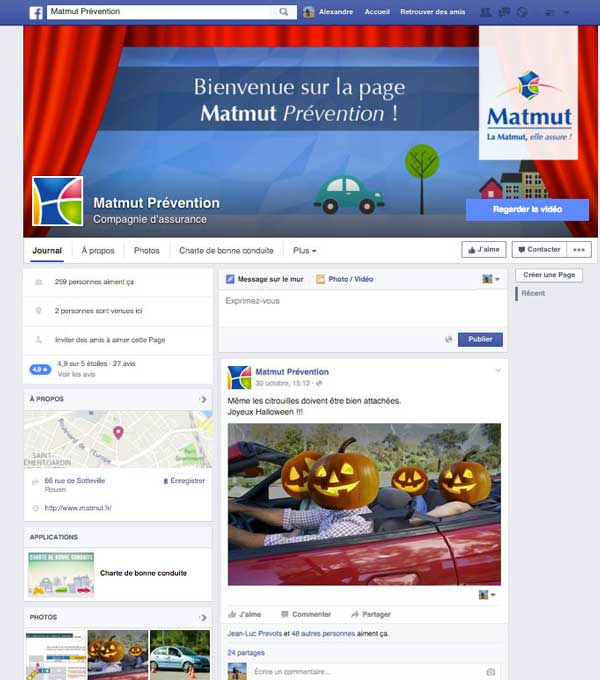 Matmut Prévention
Alexandre Accueil Retrouver des amis
Bienvenue sur la page
Matmut Prévention !
Matmut
La Matmut, elle assure !
Matmut Prévention
Compagnie d'assurance
Regarder la vidéo
Journal À propos Photos Charte de bonne conduite Plus J'aime Contacter •••
259 personnes aiment ça
2 personnes sont venues ici
Inviter des amis à aimer cette Page
4,9 ★ 4,9 sur 5 étoiles · 27 avis
Voir les avis
À PROPOS
SAINT-
CLÉMENT/JARDIN
Boulevard de l'Europe
Parc
Grammont
66 rue de Sotteville
Rouen
Enregistrer
http://www.matmut.fr/
APPLICATIONS
CHARTE DE BONNE CONDUITE
Charte de bonne conduite
PHOTOS
Message sur le mur Photo / Vidéo
Exprimez-vous
Publier
Créer une Page
Récent
Matmut Prévention
30 octobre, 15:12 ·
Même les citrouilles doivent être bien attachées.
Joyeux Halloween !!!
J'aime Commenter Partager
Jean-Luc Prevots et 48 autres personnes aiment ça.
24 partages
Écrire un commentaire...